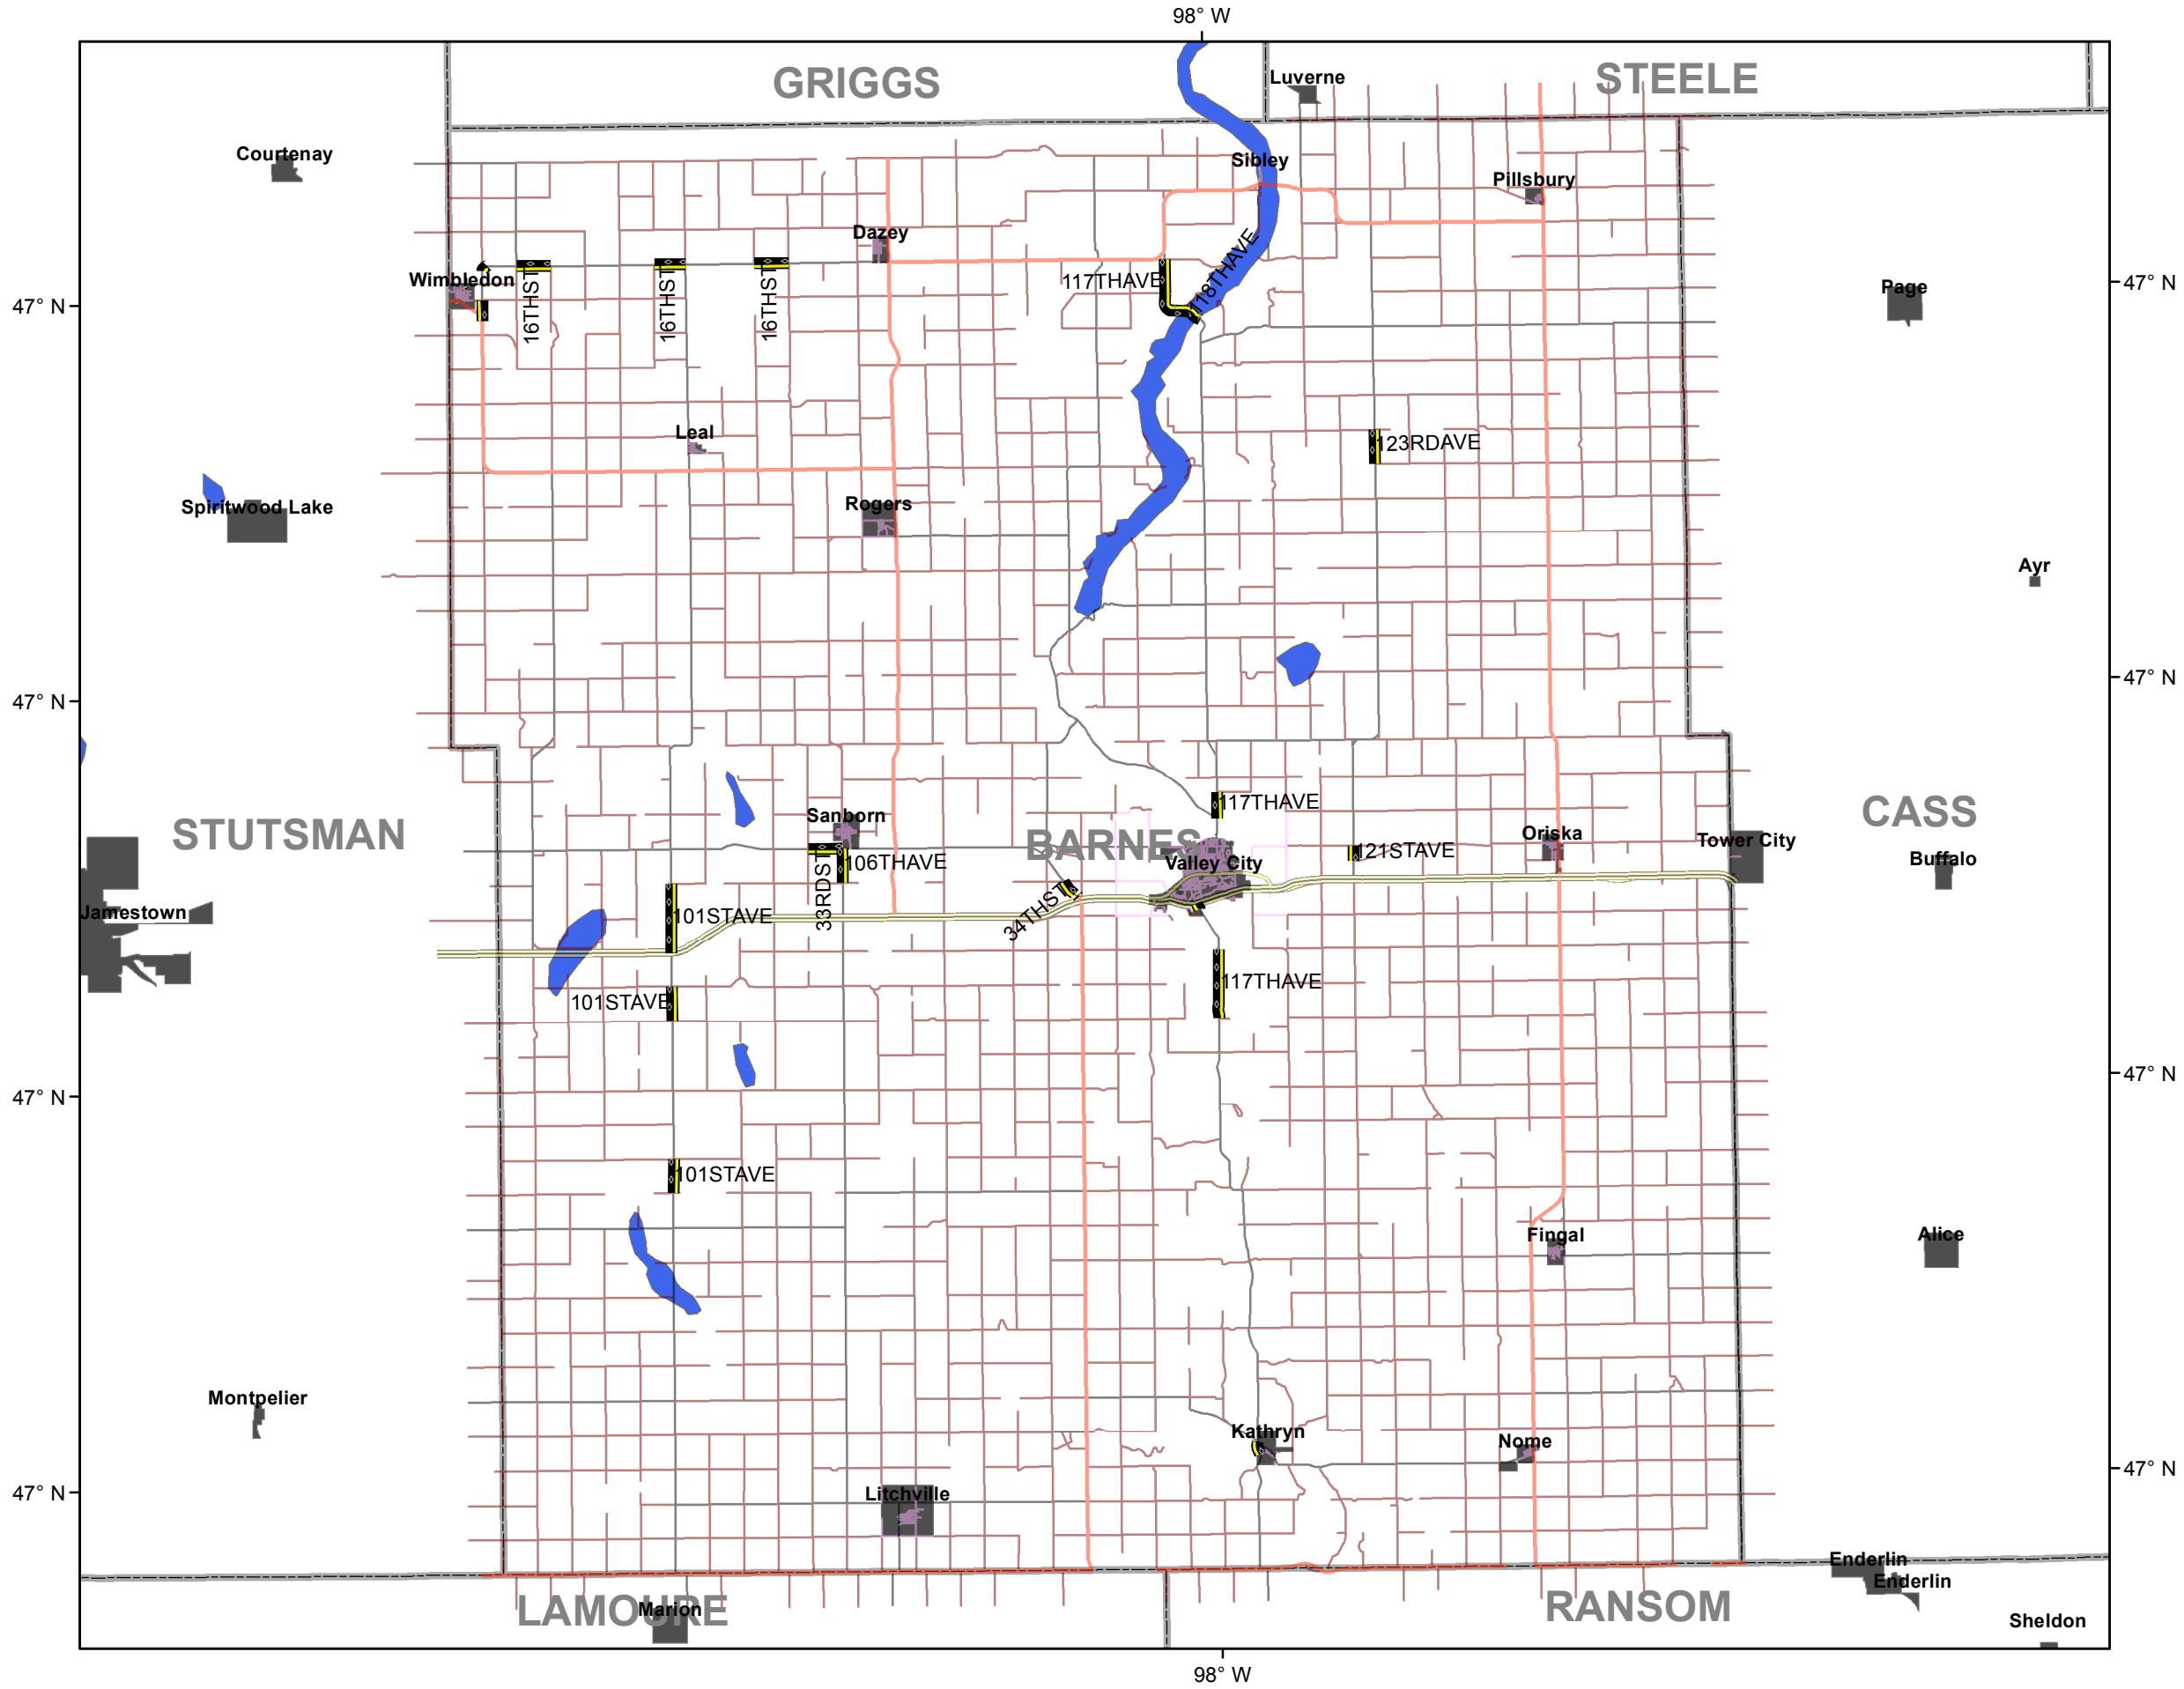 98° W
GRIGGS
STEELE
Luverne
Courtenay
Sibley
Pillsbury
Dazey
Wimbledon
117THAVE
118THAVE
Page
47° N
47° N
16THST
16THST
16THST
Leal
123RDAVE
Spiritwood Lake
Rogers
Ayr
47° N
47° N
117THAVE
Sanborn
STUTSMAN
BARNES
CASS
Oriska
Tower City
106THAVE
Valley City
121STAVE
Buffalo
33RDST
34THST
Jamestown
101STAVE
117THAVE
101STAVE
47° N
47° N
101STAVE
Fingal
Alice
Montpelier
Kathryn
Nome
47° N
47° N
Litchville
Enderlin
Enderlin
LAMOURE
Marion
RANSOM
Sheldon
98° W